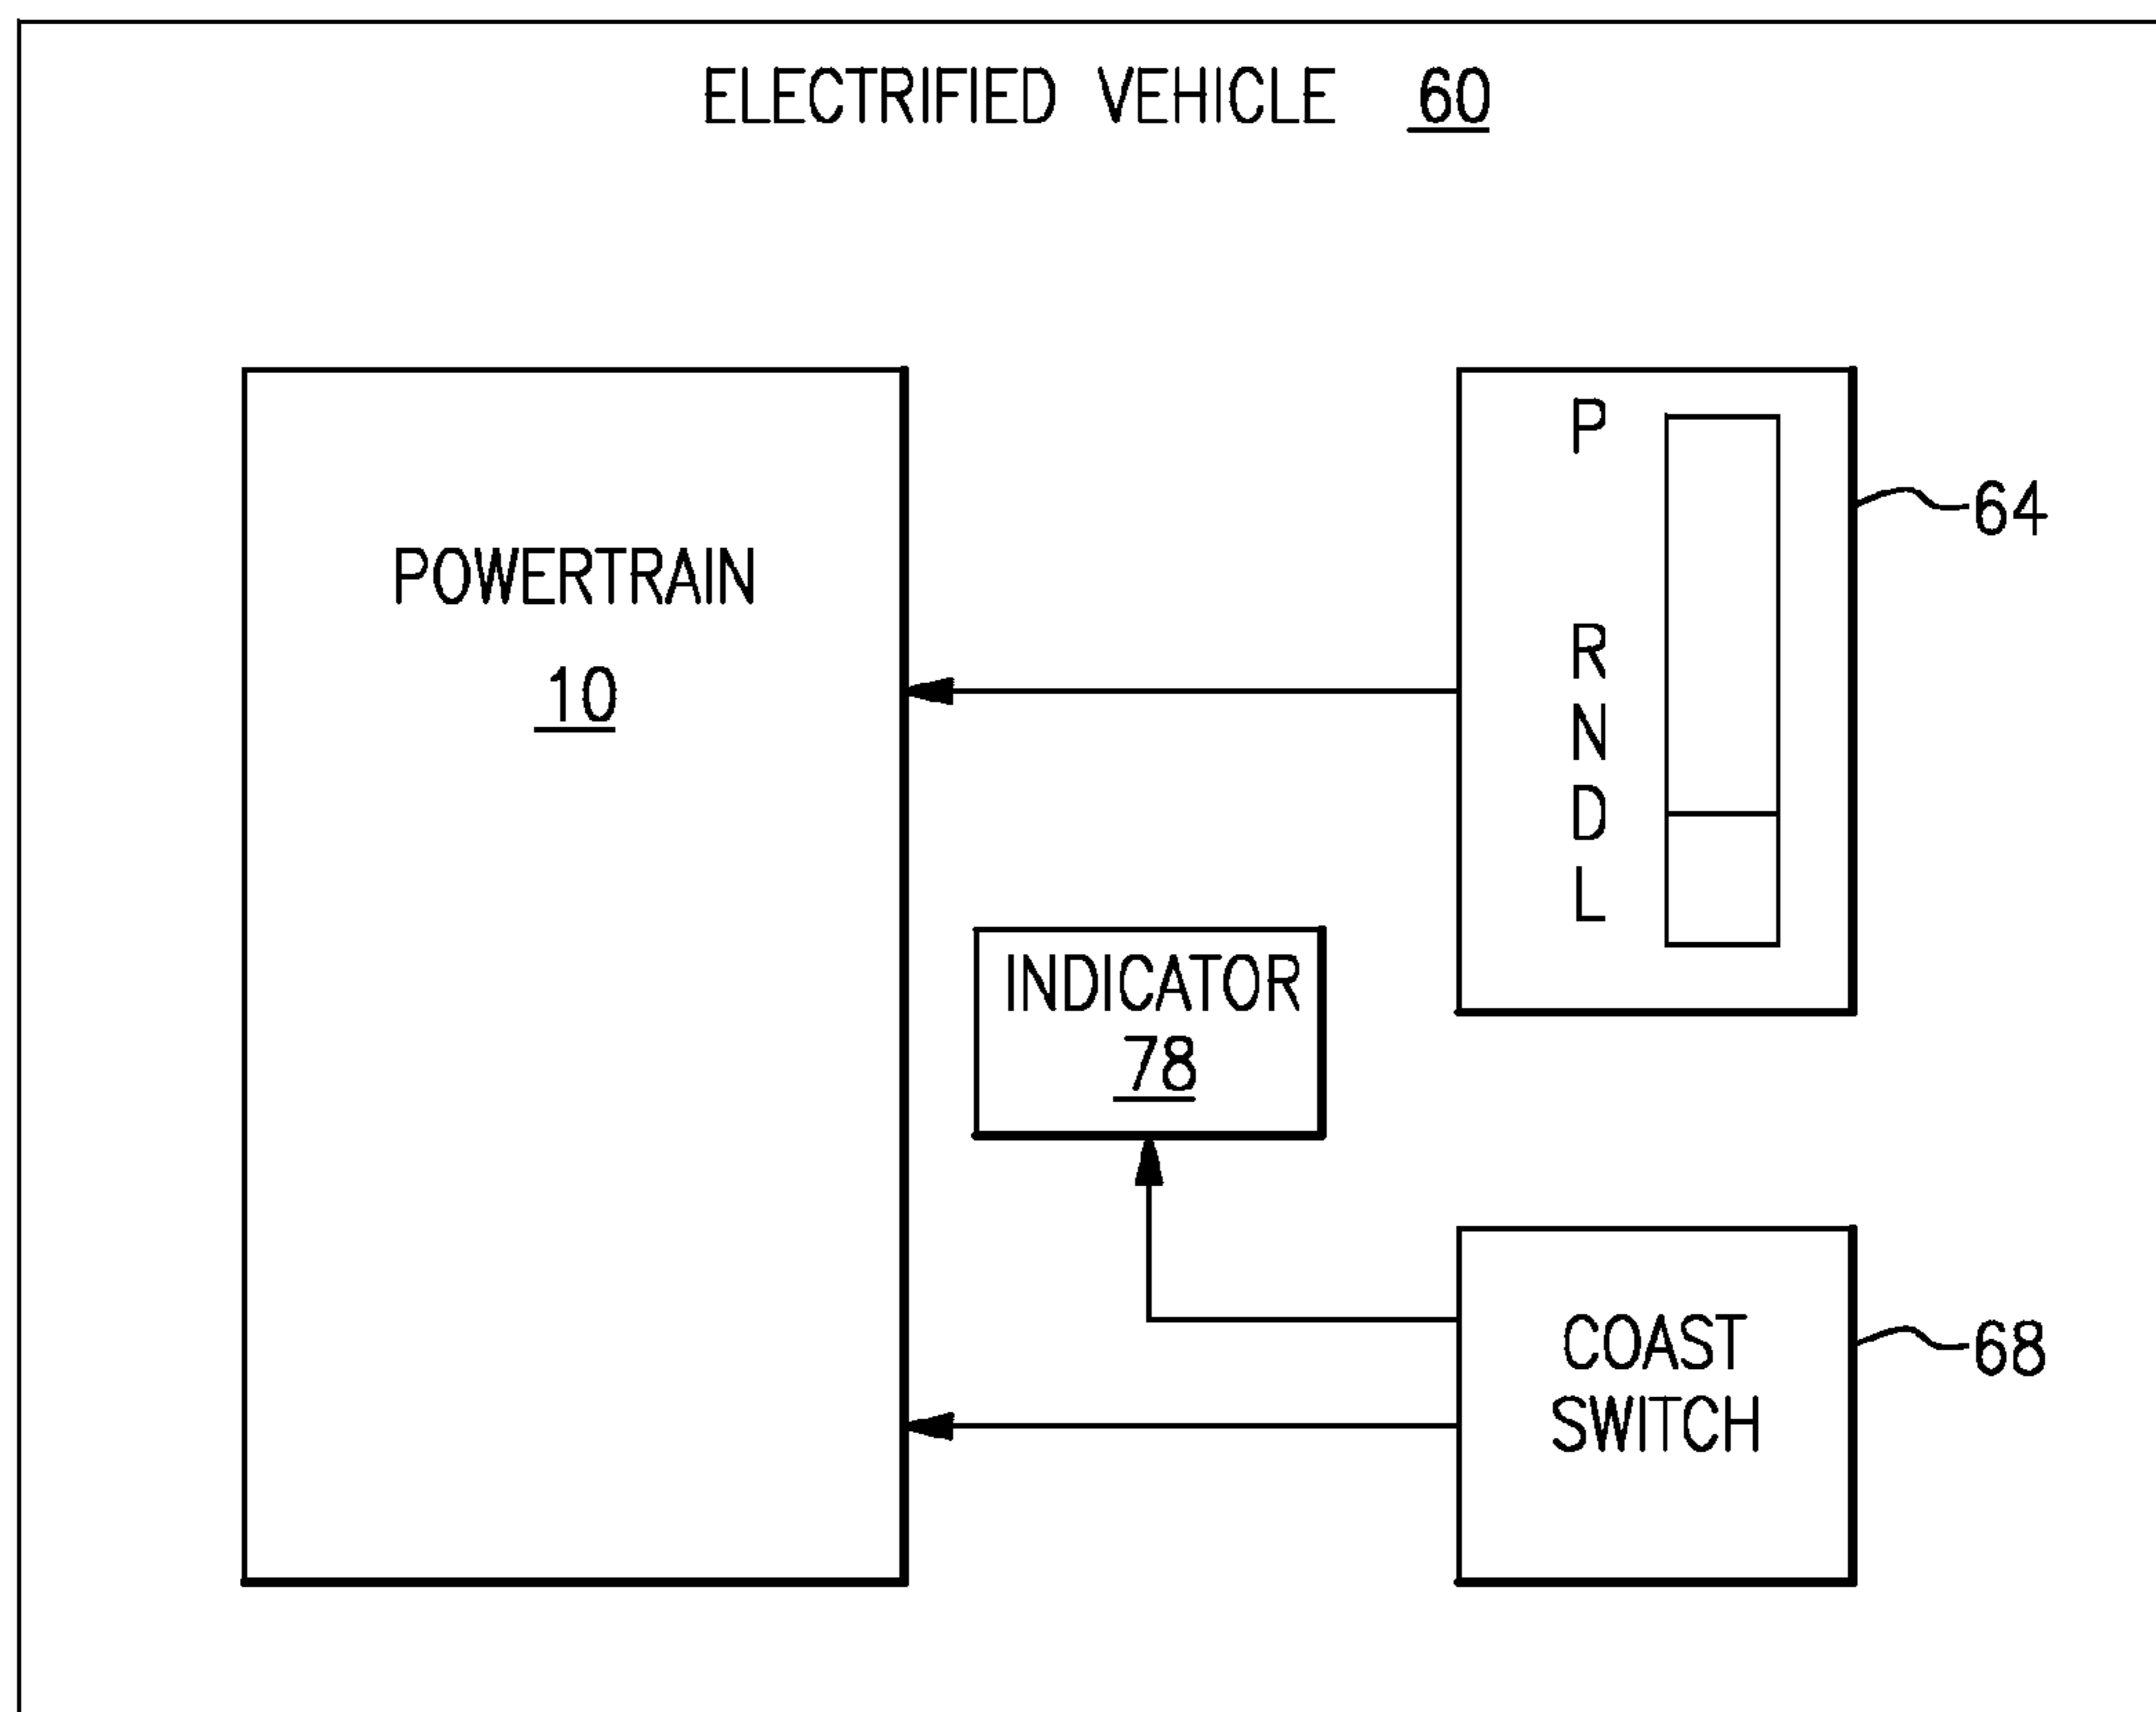 ELECTRIFIED VEHICLE 60
POWERTRAIN
10
P
R
N
D
L
64
INDICATOR
78
COAST
SWITCH
68